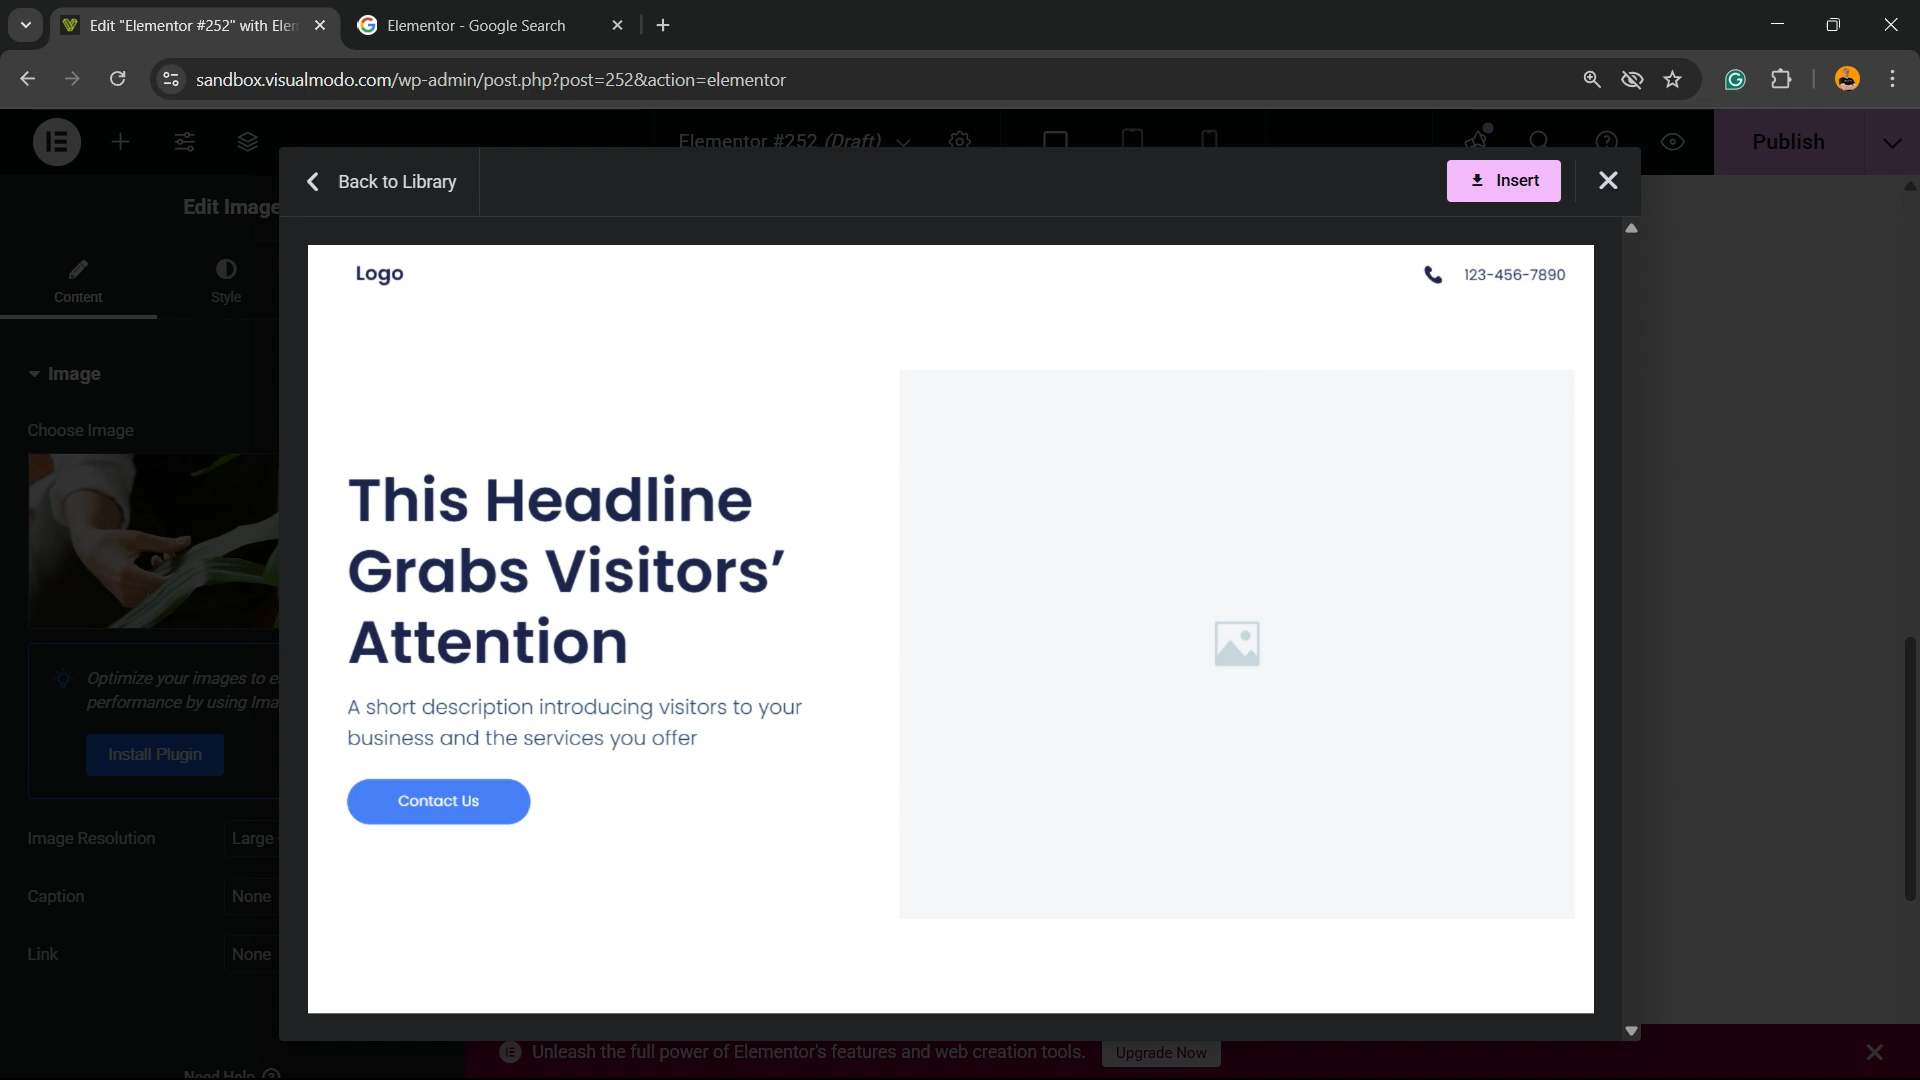 Edit "Elementor #252" with Elem
Elementor - Google Search
sandbox.visualmodo.com/wp-admin/post.php?post=252&action=elementor
Elementor #252 (Draft)
Publish
Back to Library
Insert
Edit Image
Content
Style
Logo
123-456-7890
Image
Choose Image
This Headline
Grabs Visitors’
Attention
A short description introducing visitors to your
business and the services you offer
Contact Us
Optimize your images to e
performance by using Ima
Install Plugin
Image Resolution
Large
Caption
None
Link
None
Unleash the full power of Elementor's features and web creation tools.
Upgrade Now
Need Help